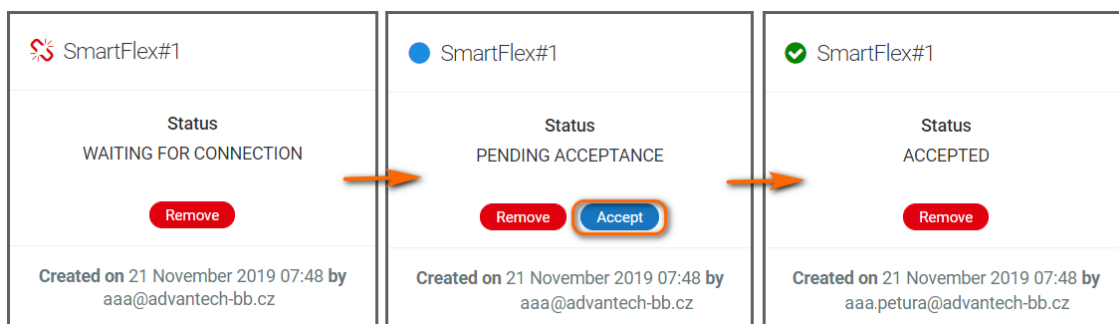 SmartFlex#1
Status
WAITING FOR CONNECTION
Remove
Created on 21 November 2019 07:48 by
aaa@advantech-bb.cz
SmartFlex#1
Status
PENDING ACCEPTANCE
Remove Accept
Created on 21 November 2019 07:48 by
aaa@advantech-bb.cz
SmartFlex#1
Status
ACCEPTED
Remove
Created on 21 November 2019 07:48 by
aaa.petura@advantech-bb.cz